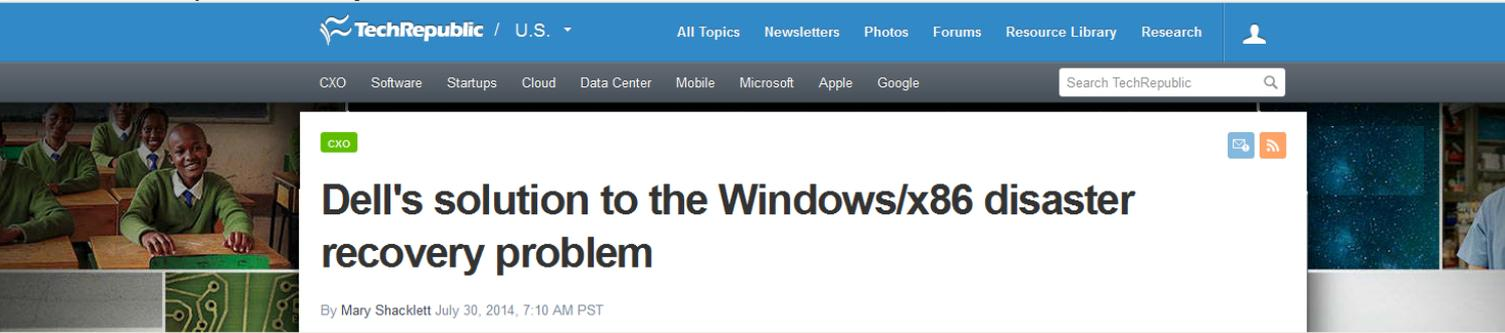 TechRepublic / U.S.
All Topics Newsletters Photos Forums Resource Library Research
CXO Software Startups Cloud Data Center Mobile Microsoft Apple Google Search TechRepublic
CXO
Dell's solution to the Windows/x86 disaster
recovery problem
By Mary Shacklett July 30, 2014, 7:10 AM PST